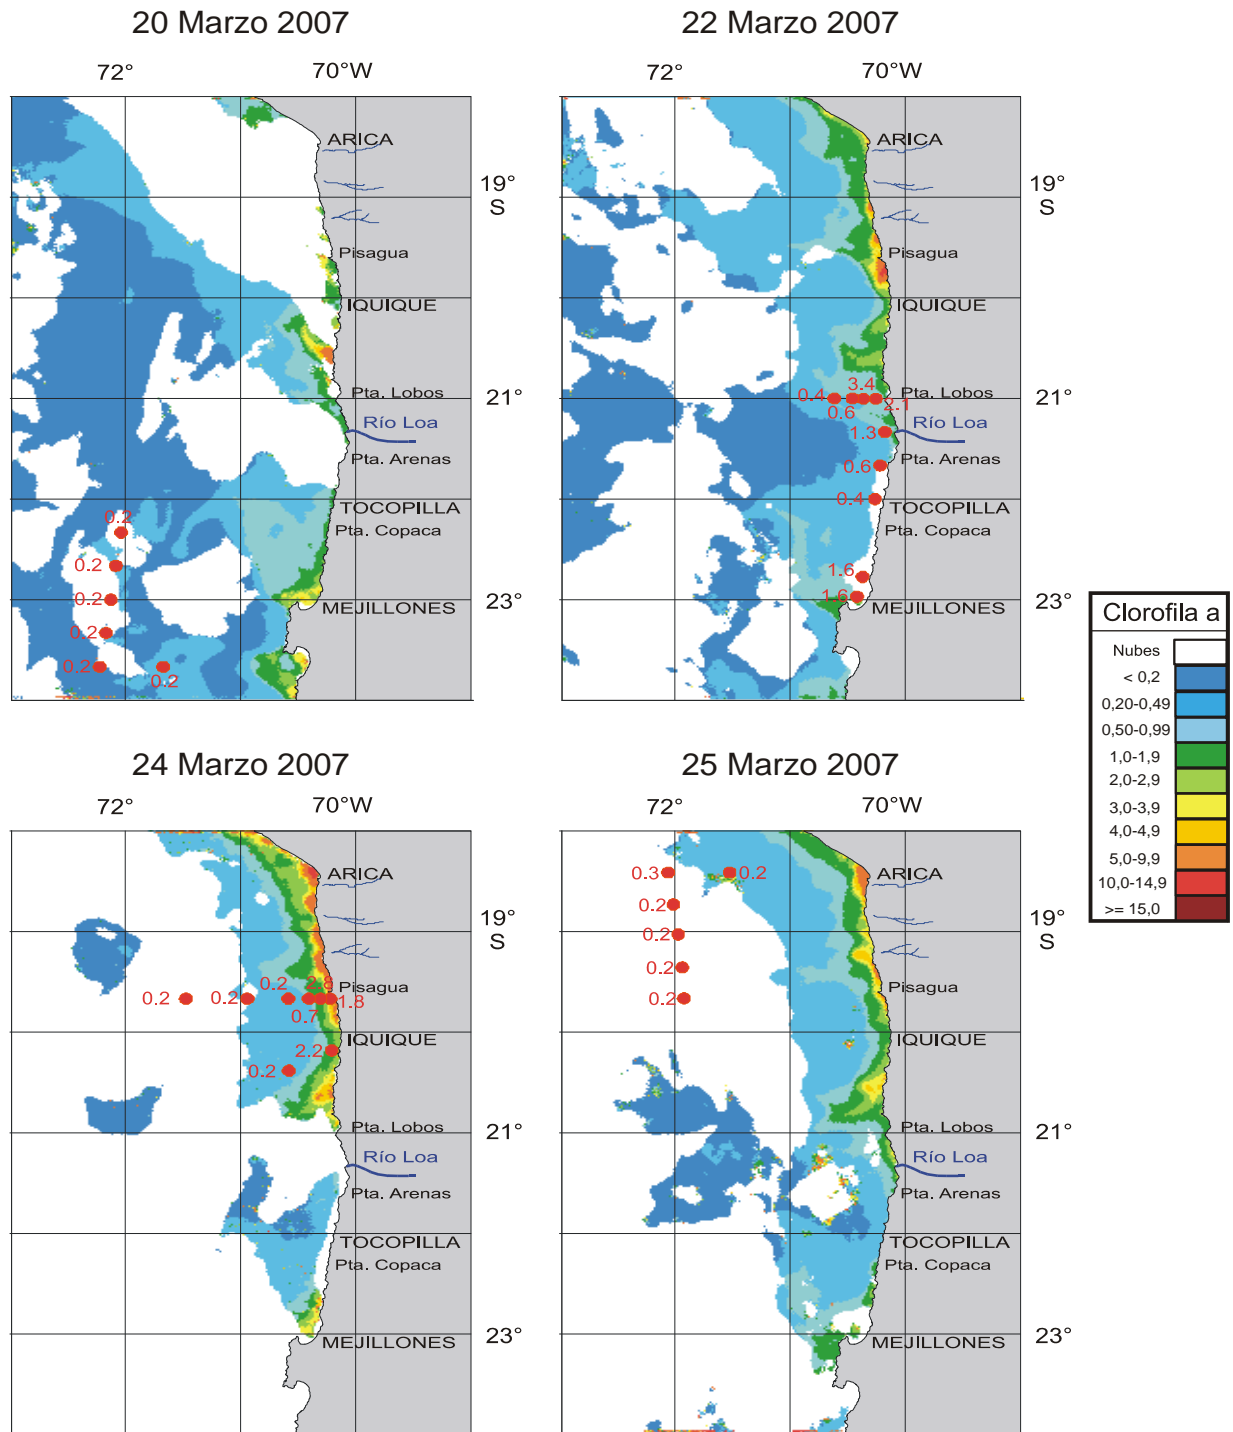 20 Marzo 2007
72° 70°W
ARICA
19°
S
Pisagua
IQUIQUE
Pta. Lobos
21°
Río Loa
Pta. Arenas
TOCOPILLA
Pta. Copaca
0.2
0.2
0.2
23°
MEJILLONES
0.2
0.2
0.2
22 Marzo 2007
72° 70°W
ARICA
19°
S
Pisagua
IQUIQUE
3.4
Pta. Lobos
0.4
0.6
2.1
21°
Río Loa
1.3
Pta. Arenas
0.6
0.4
TOCOPILLA
Pta. Copaca
1.6
1.6
MEJILLONES
Clorofila a
Nubes
< 0,2
0,20-0,49
0,50-0,99
1,0-1,9
2,0-2,9
3,0-3,9
4,0-4,9
5,0-9,9
10,0-14,9
>= 15,0
24 Marzo 2007
72° 70°W
ARICA
19°
S
Pisagua
0.2
2.8
0.2
0.2
0.7
1.8
IQUIQUE
2.2
0.2
Pta. Lobos
21°
Río Loa
Pta. Arenas
TOCOPILLA
Pta. Copaca
23°
MEJILLONES
25 Marzo 2007
72° 70°W
0.3
0.2
ARICA
0.2
19°
S
0.2
0.2
Pisagua
0.2
IQUIQUE
Pta. Lobos
21°
Río Loa
Pta. Arenas
TOCOPILLA
Pta. Copaca
23°
MEJILLONES